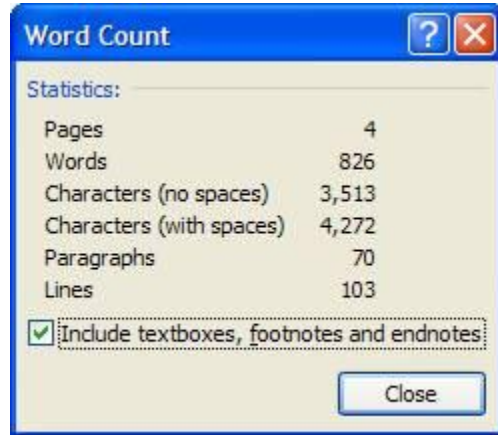 Word Count
Statistics:
Pages 4
Words 826
Characters (no spaces) 3,513
Characters (with spaces) 4,272
Paragraphs 70
Lines 103
Include textboxes, footnotes and endnotes
Close